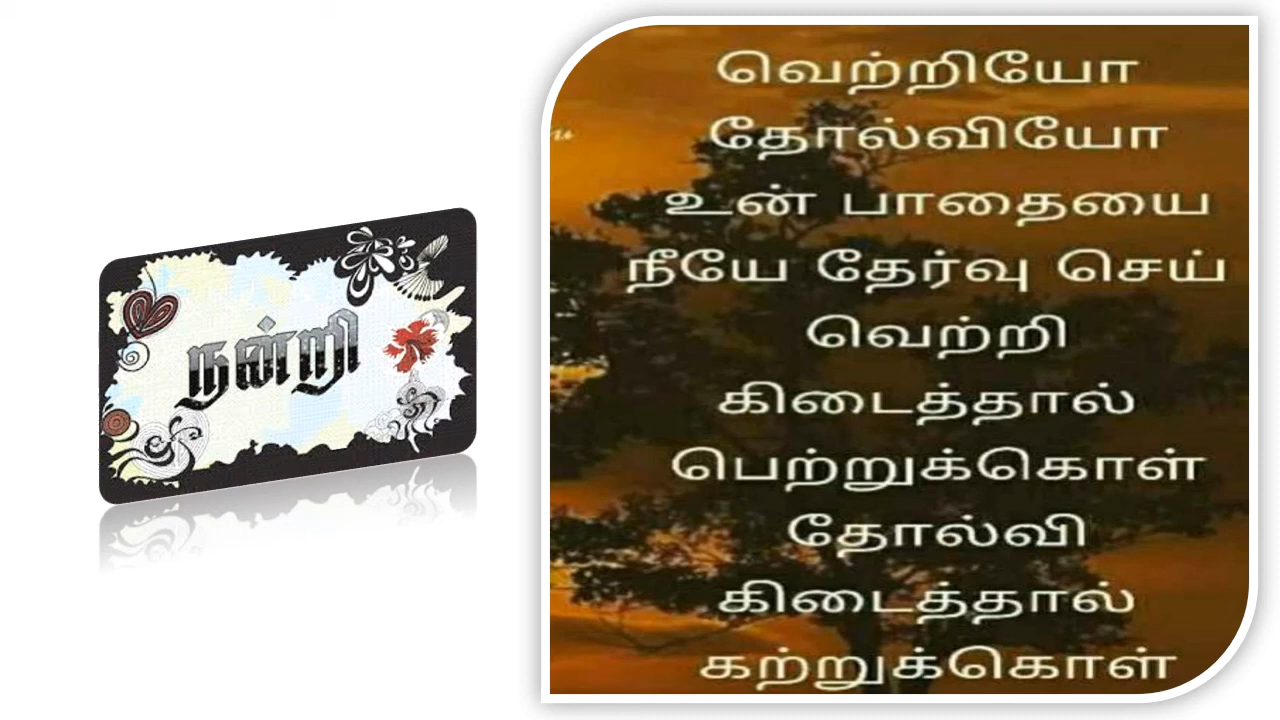 நன்றி
வெற்றியோ
தோல்வியோ
உன் பாதையை
நீயே தேர்வு செய்
வெற்றி
கிடைத்தால்
பெற்றுக்கொள்
தோல்வி
கிடைத்தால்
கற்றுக்கொள்